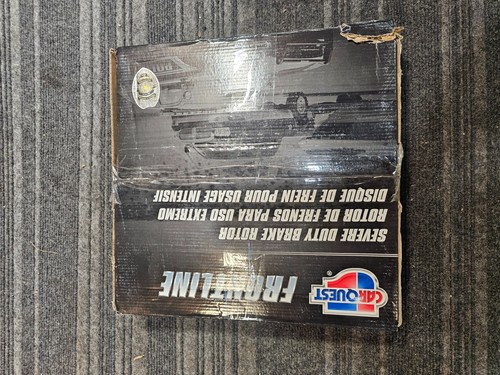 CARQUEST
FRONTLINE
SEVERE DUTY BRAKE ROTOR
ROTOR DE FRENOS PARA USO EXTREMO
DISQUE DE FREIN POUR USAGE INTENSIF